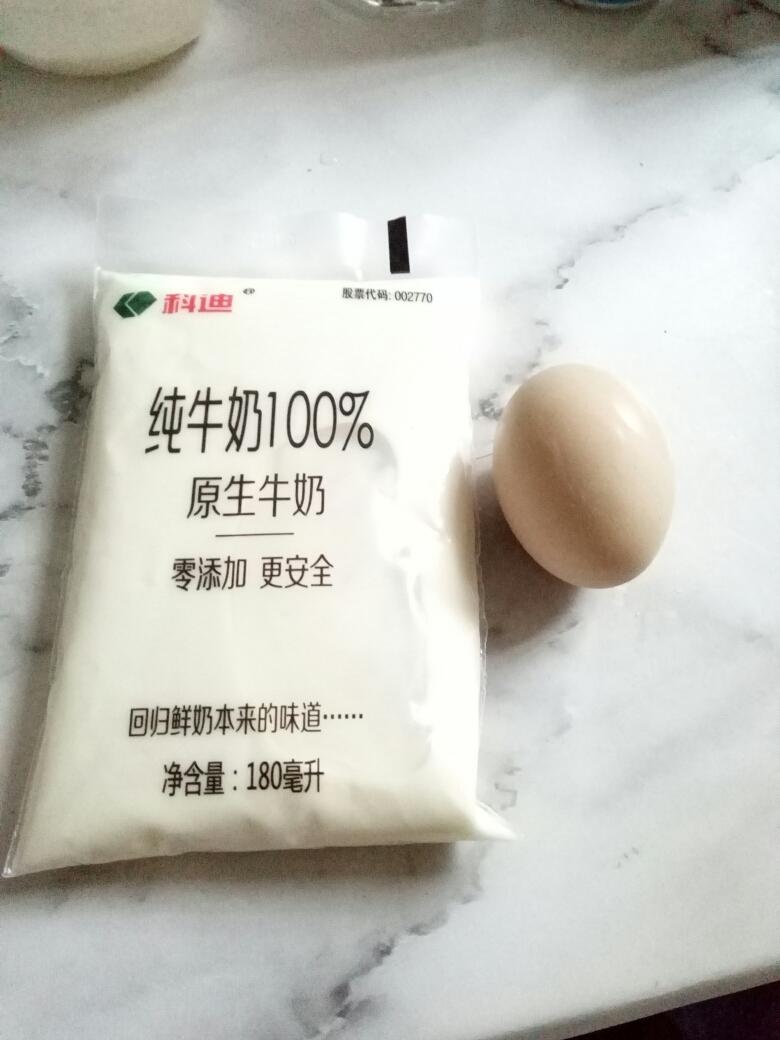 科迪®
股票代码: 002770
纯牛奶100%
原生牛奶
零添加 更安全
回归鲜奶本来的味道……
净含量：180毫升